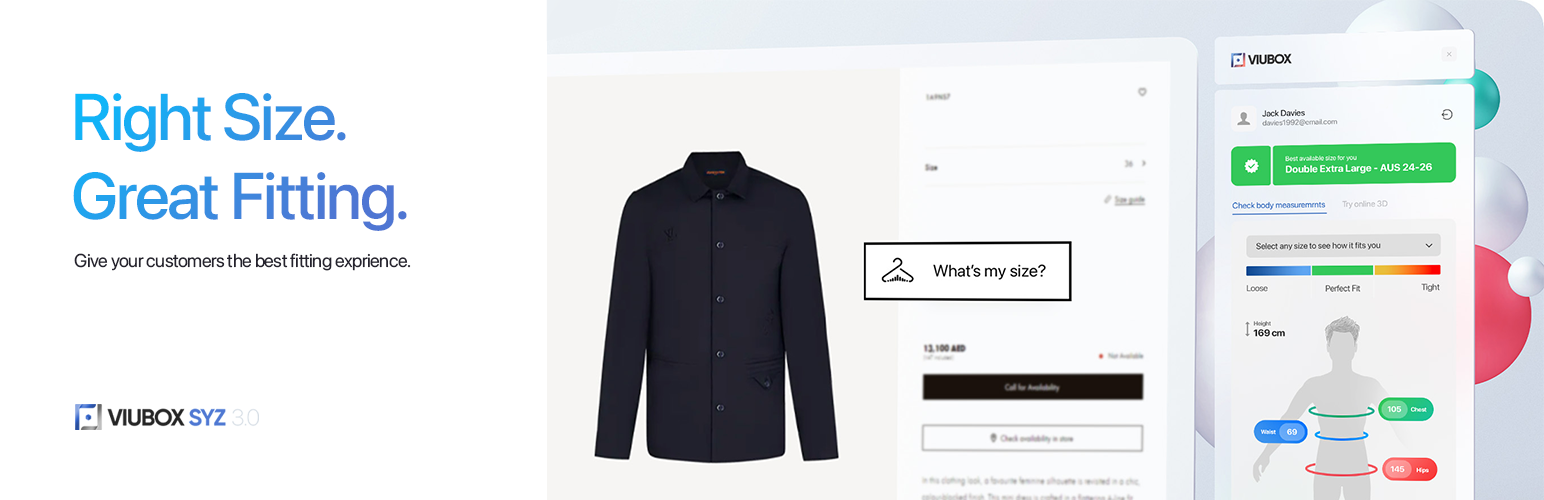 Right Size.
Great Fitting.
Give your customers the best fitting exprience.
VIUBOX SYZ 3.0
1A9657
Size
36
Size guide
What's my size?
12,100 AED
Not Available
Call for Availability
Check availability in store
In this clothing look, a favourite feminine silhouette is revisited in a chic,
VIUBOX
Jack Davies
davies1992@email.com
Best available size for you
Double Extra Large - AUS 24-26
Check body measuremrnts
Try online 3D
Select any size to see how it fits you
Loose
Perfect Fit
Tight
Height
169 cm
105 Chest
Waist 69
145 Hips